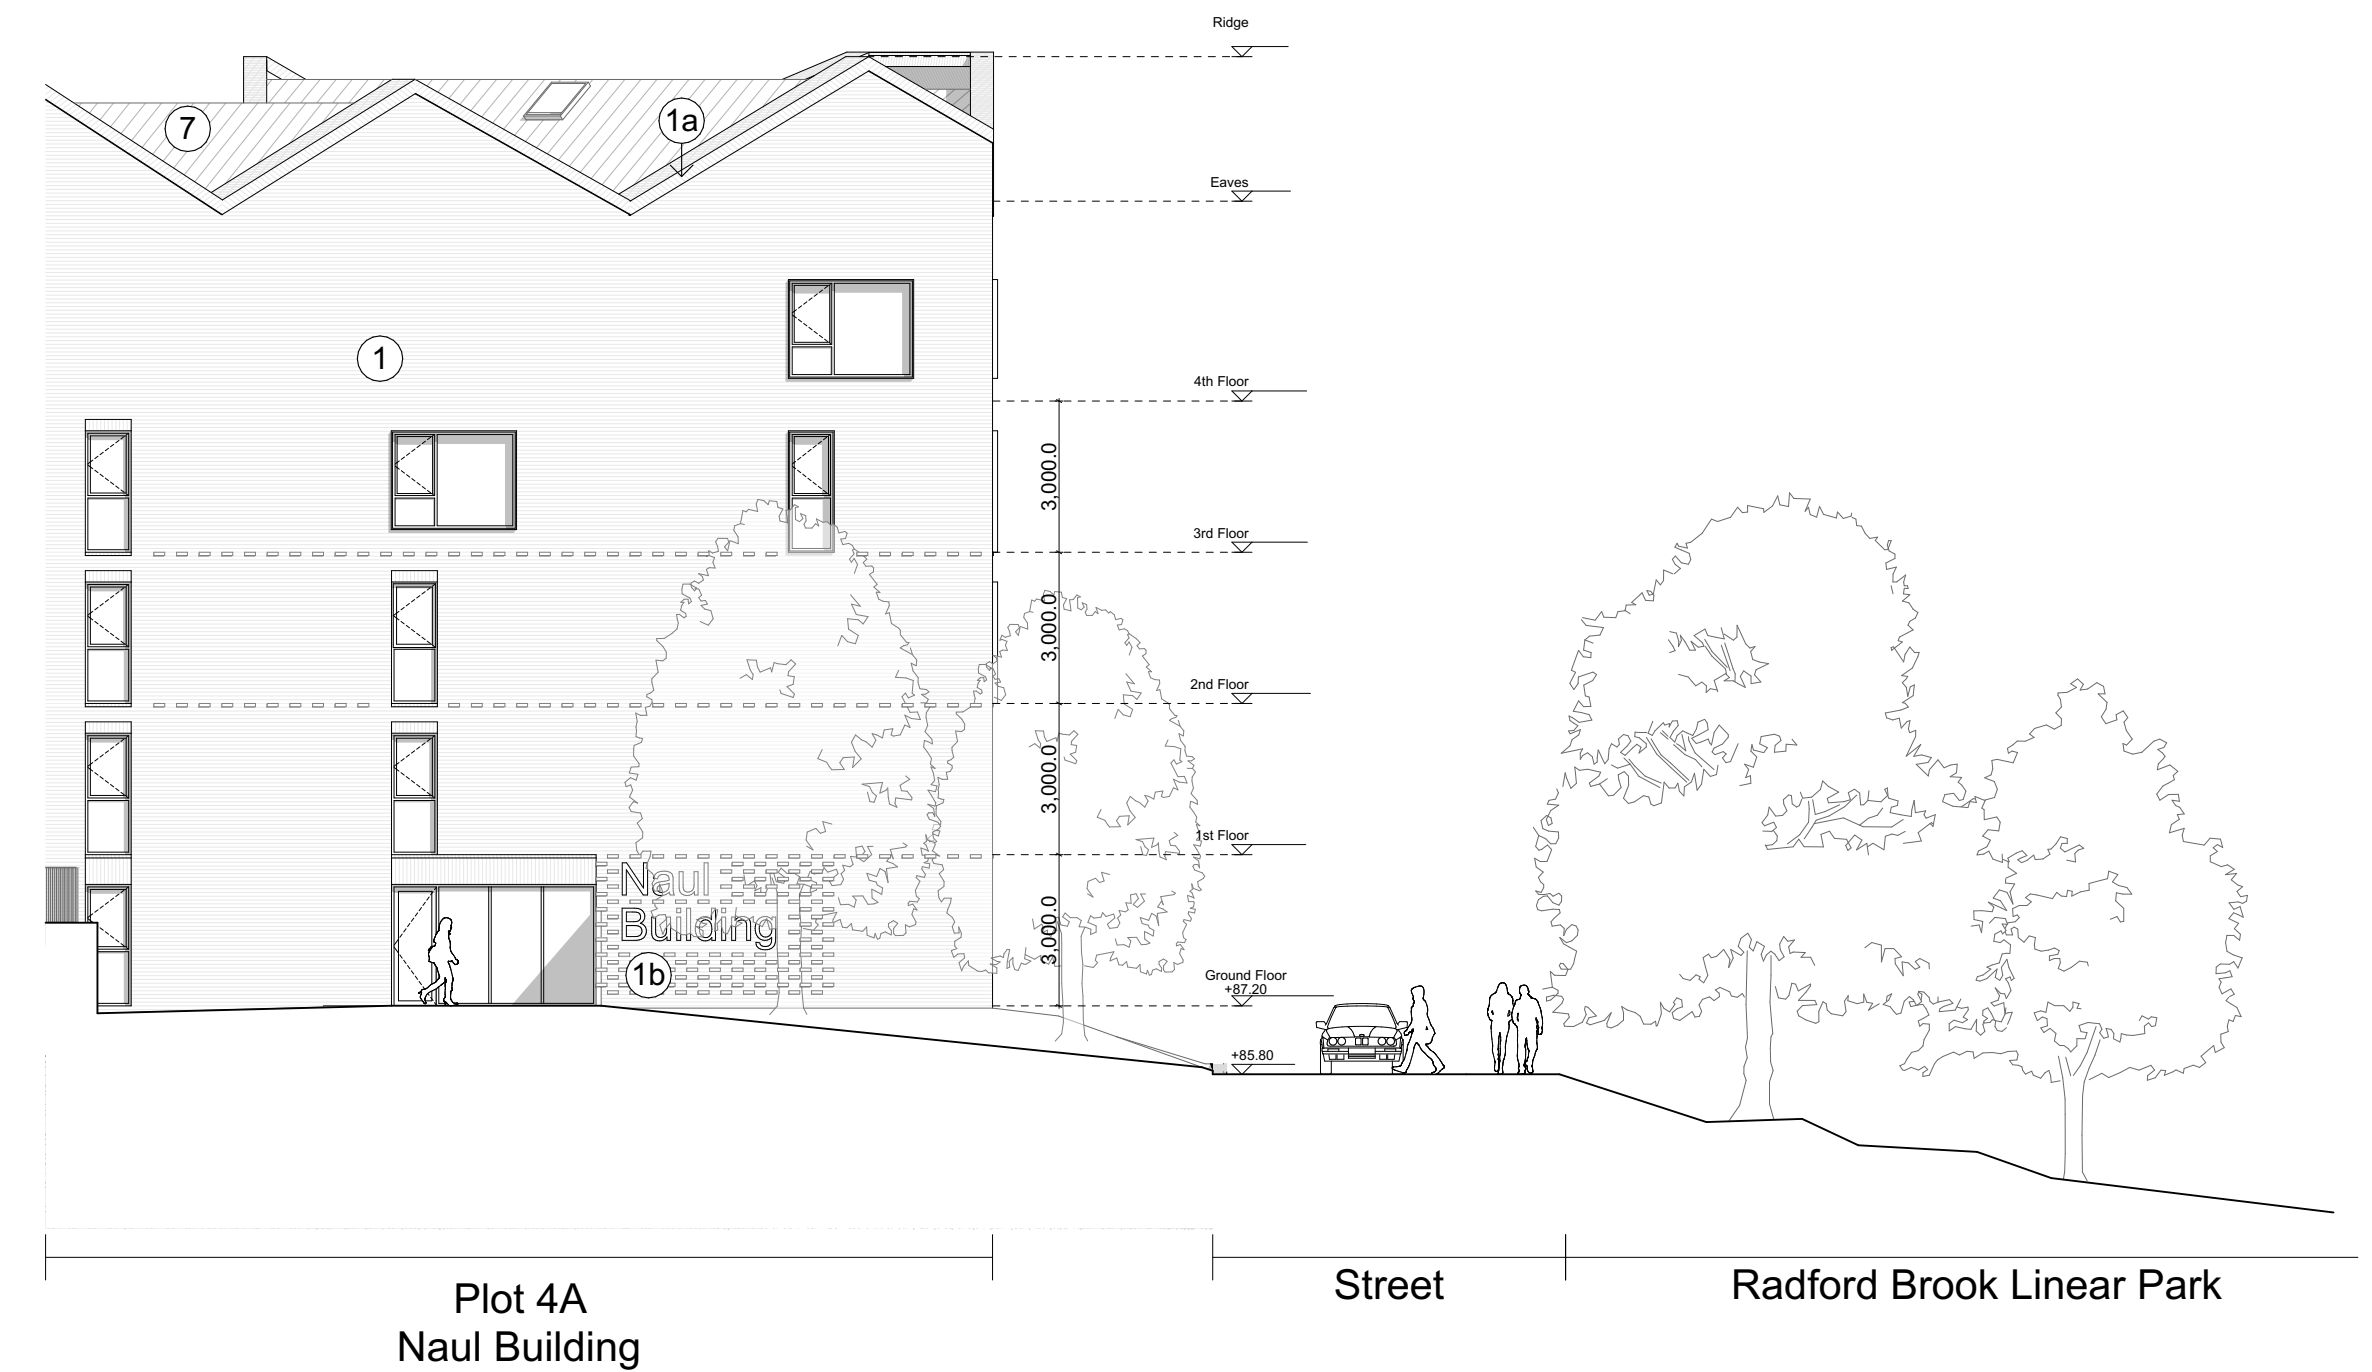 Ridge
7
1a
Eaves
1
4th Floor
3,000.0
3rd Floor
3,000.0
2nd Floor
3,000.0
1st Floor
Naul
Building
3,000.0
1b
Ground Floor
+87.20
+85.80
Plot 4A
Naul Building
Street
Radford Brook Linear Park